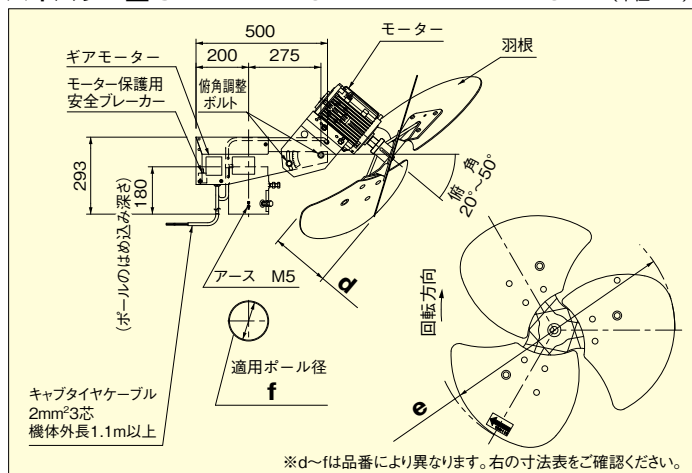 500
200
275
モーター
羽根
ギアモーター
モーター保護用
安全ブレーカー
俯角調整
ボルト
293
180
(ポールのはめ込み深さ)
俯角
20°〜50°
アース M5
d
回転方向
適用ポール径
f
e
キャブタイヤケーブル
2mm²3芯
機体外長1.1m以上
※d〜fは品番により異なります。右の寸法表をご確認ください。